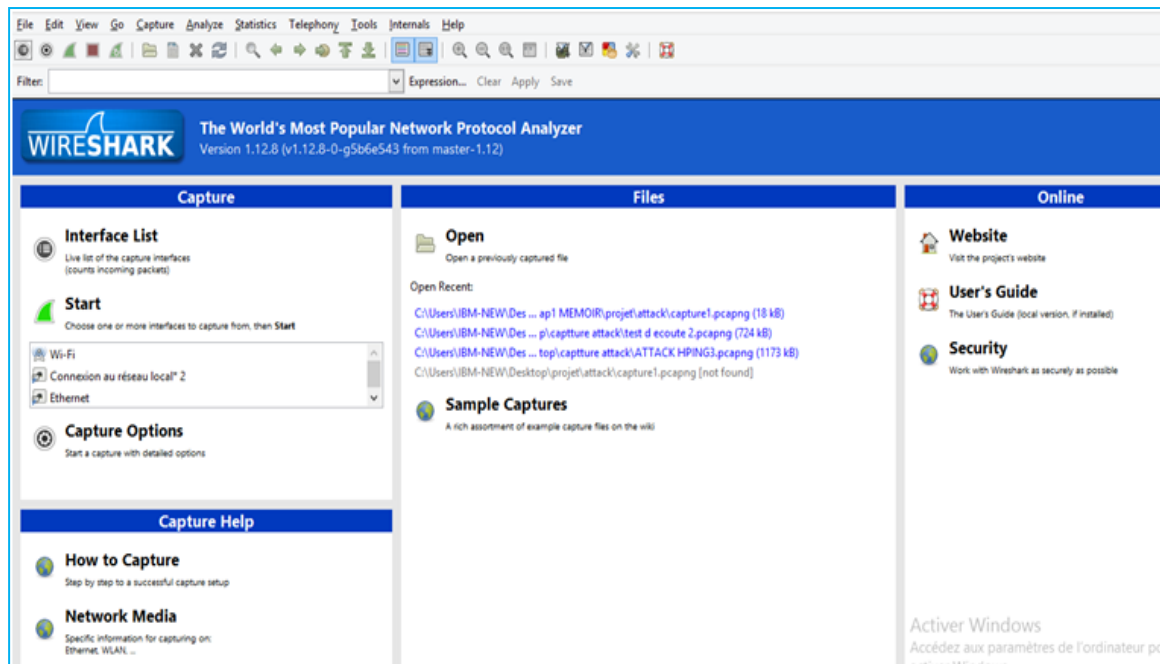 File Edit View Go Capture Analyze Statistics Telephony Tools Internals Help
Filter: Expression... Clear Apply Save
WIRESHARK
The World's Most Popular Network Protocol Analyzer
Version 1.12.8 (v1.12.8-0-g5b6e543 from master-1.12)
Capture
Interface List
Live list of the capture interfaces
(counts incoming packets)
Start
Choose one or more interfaces to capture from, then Start
Wi-Fi
Connexion au réseau local* 2
Ethernet
Capture Options
Start a capture with detailed options
Capture Help
How to Capture
Step by step to a successful capture setup
Network Media
Specific information for capturing on:
Ethernet, WLAN, ...
Files
Open
Open a previously captured file
Open Recent:
C:\Users\IBM-NEW\Des ... ap1 MEMOIR\projet\attack\capture1.pcapng (18 kB)
C:\Users\IBM-NEW\Des ... p\captture attack\test d ecoute 2.pcapng (724 kB)
C:\Users\IBM-NEW\Des ... top\captture attack\ATTACK HPING3.pcapng (1173 kB)
C:\Users\IBM-NEW\Desktop\projet\attack\capture1.pcapng [not found]
Sample Captures
A rich assortment of example capture files on the wiki
Online
Website
Visit the project's website
User's Guide
The User's Guide (local version, if installed)
Security
Work with Wireshark as securely as possible
Activer Windows
Accédez aux paramètres de l'ordinateur po